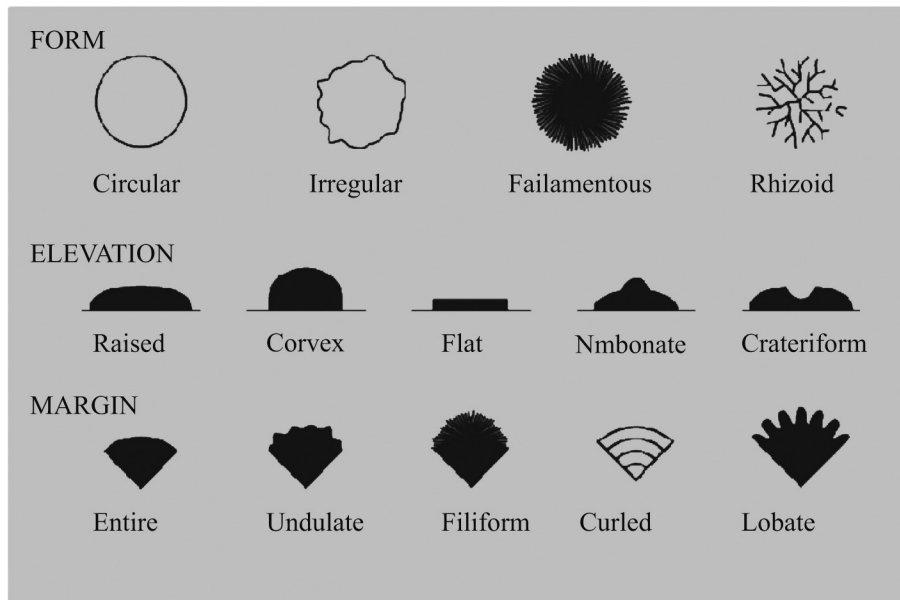 FORM
Circular Irregular Failamentous Rhizoid
ELEVATION
Raised Corvex Flat Nmbonate Crateriform
MARGIN
Entire Undulate Filiform Curled Lobate